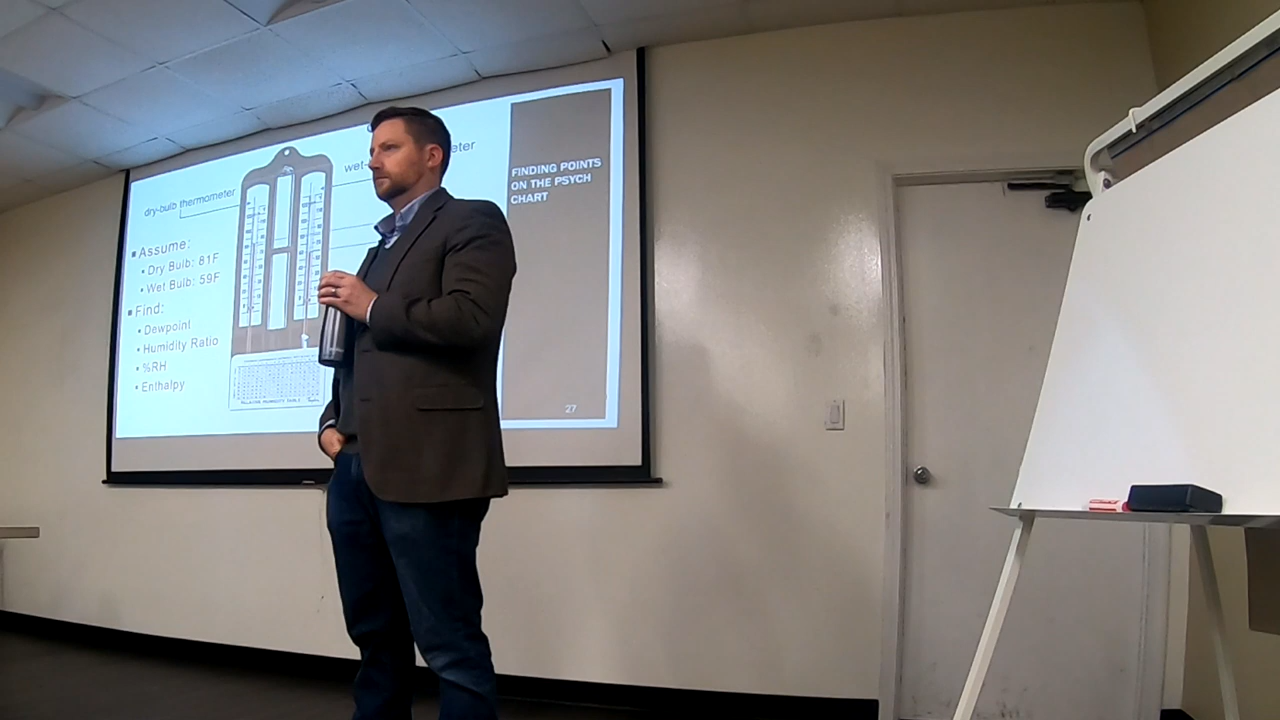 wet-
eter
dry-bulb thermometer
FINDING POINTS
ON THE PSYCH
CHART
▪ Assume:
• Dry Bulb: 81F
• Wet Bulb: 59F
▪ Find:
• Dewpoint
• Humidity Ratio
• %RH
• Enthalpy
27